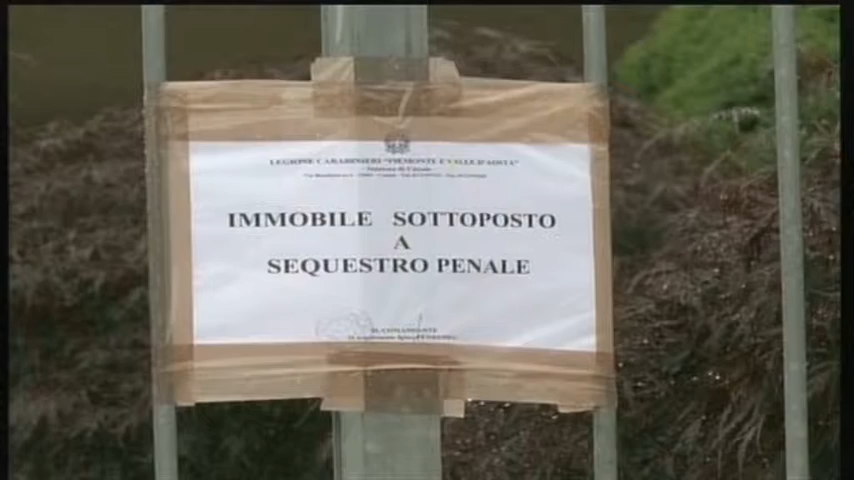 LEGIONE CARABINIERI "PIEMONTE E VALLE D'AOSTA"
IMMOBILE SOTTOPOSTO
A
SEQUESTRO PENALE
IL COMANDANTE